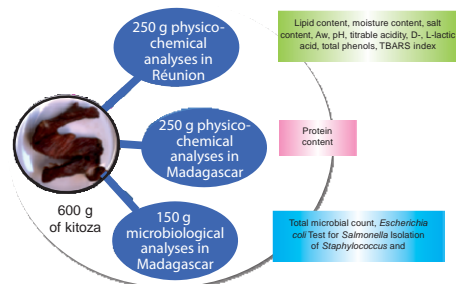 250 g physico-
chemical
analyses in
Réunion
Lipid content, moisture content, salt
content, Aw, pH, titrable acidity, D-, L-lactic
acid, total phenols, TBARS index
250 g physico-
chemical
analyses in
Madagascar
Protein
content
600 g
of kitoza
150 g
microbiological
analyses in
Madagascar
Total microbial count, Escherichia
coli Test for Salmonella Isolation
of Staphylococcus and